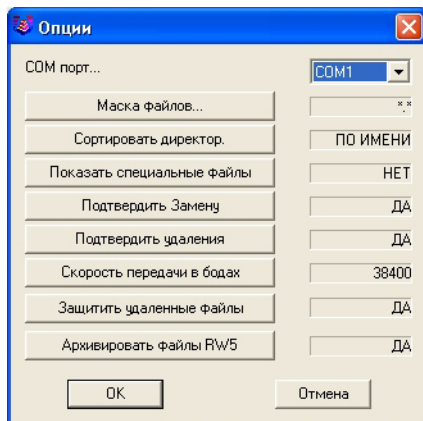 Опции
COM порт... COM1
Маска файлов... *.*
Сортировать директор. ПО ИМЕНИ
Показать специальные файлы НЕТ
Подтвердить Замену ДА
Подтвердить удаления ДА
Скорость передачи в бодах 38400
Защитить удаленные файлы ДА
Архивировать файлы RW5 ДА
OK Отмена